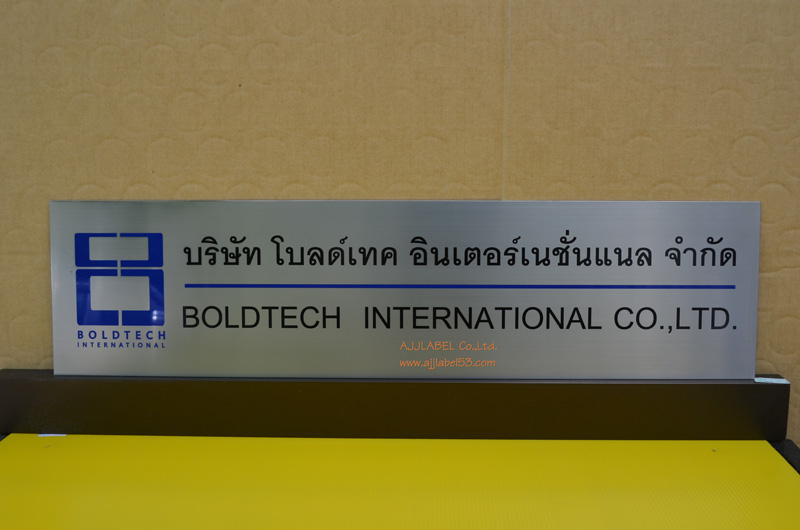 บริษัท โบลด์เทค อินเตอร์เนชั่นแนล จำกัด
BOLDTECH INTERNATIONAL CO.,LTD.
BOLDTECH
INTERNATIONAL
AJJLABEL Co.,Ltd.
www.ajjlabel53.com